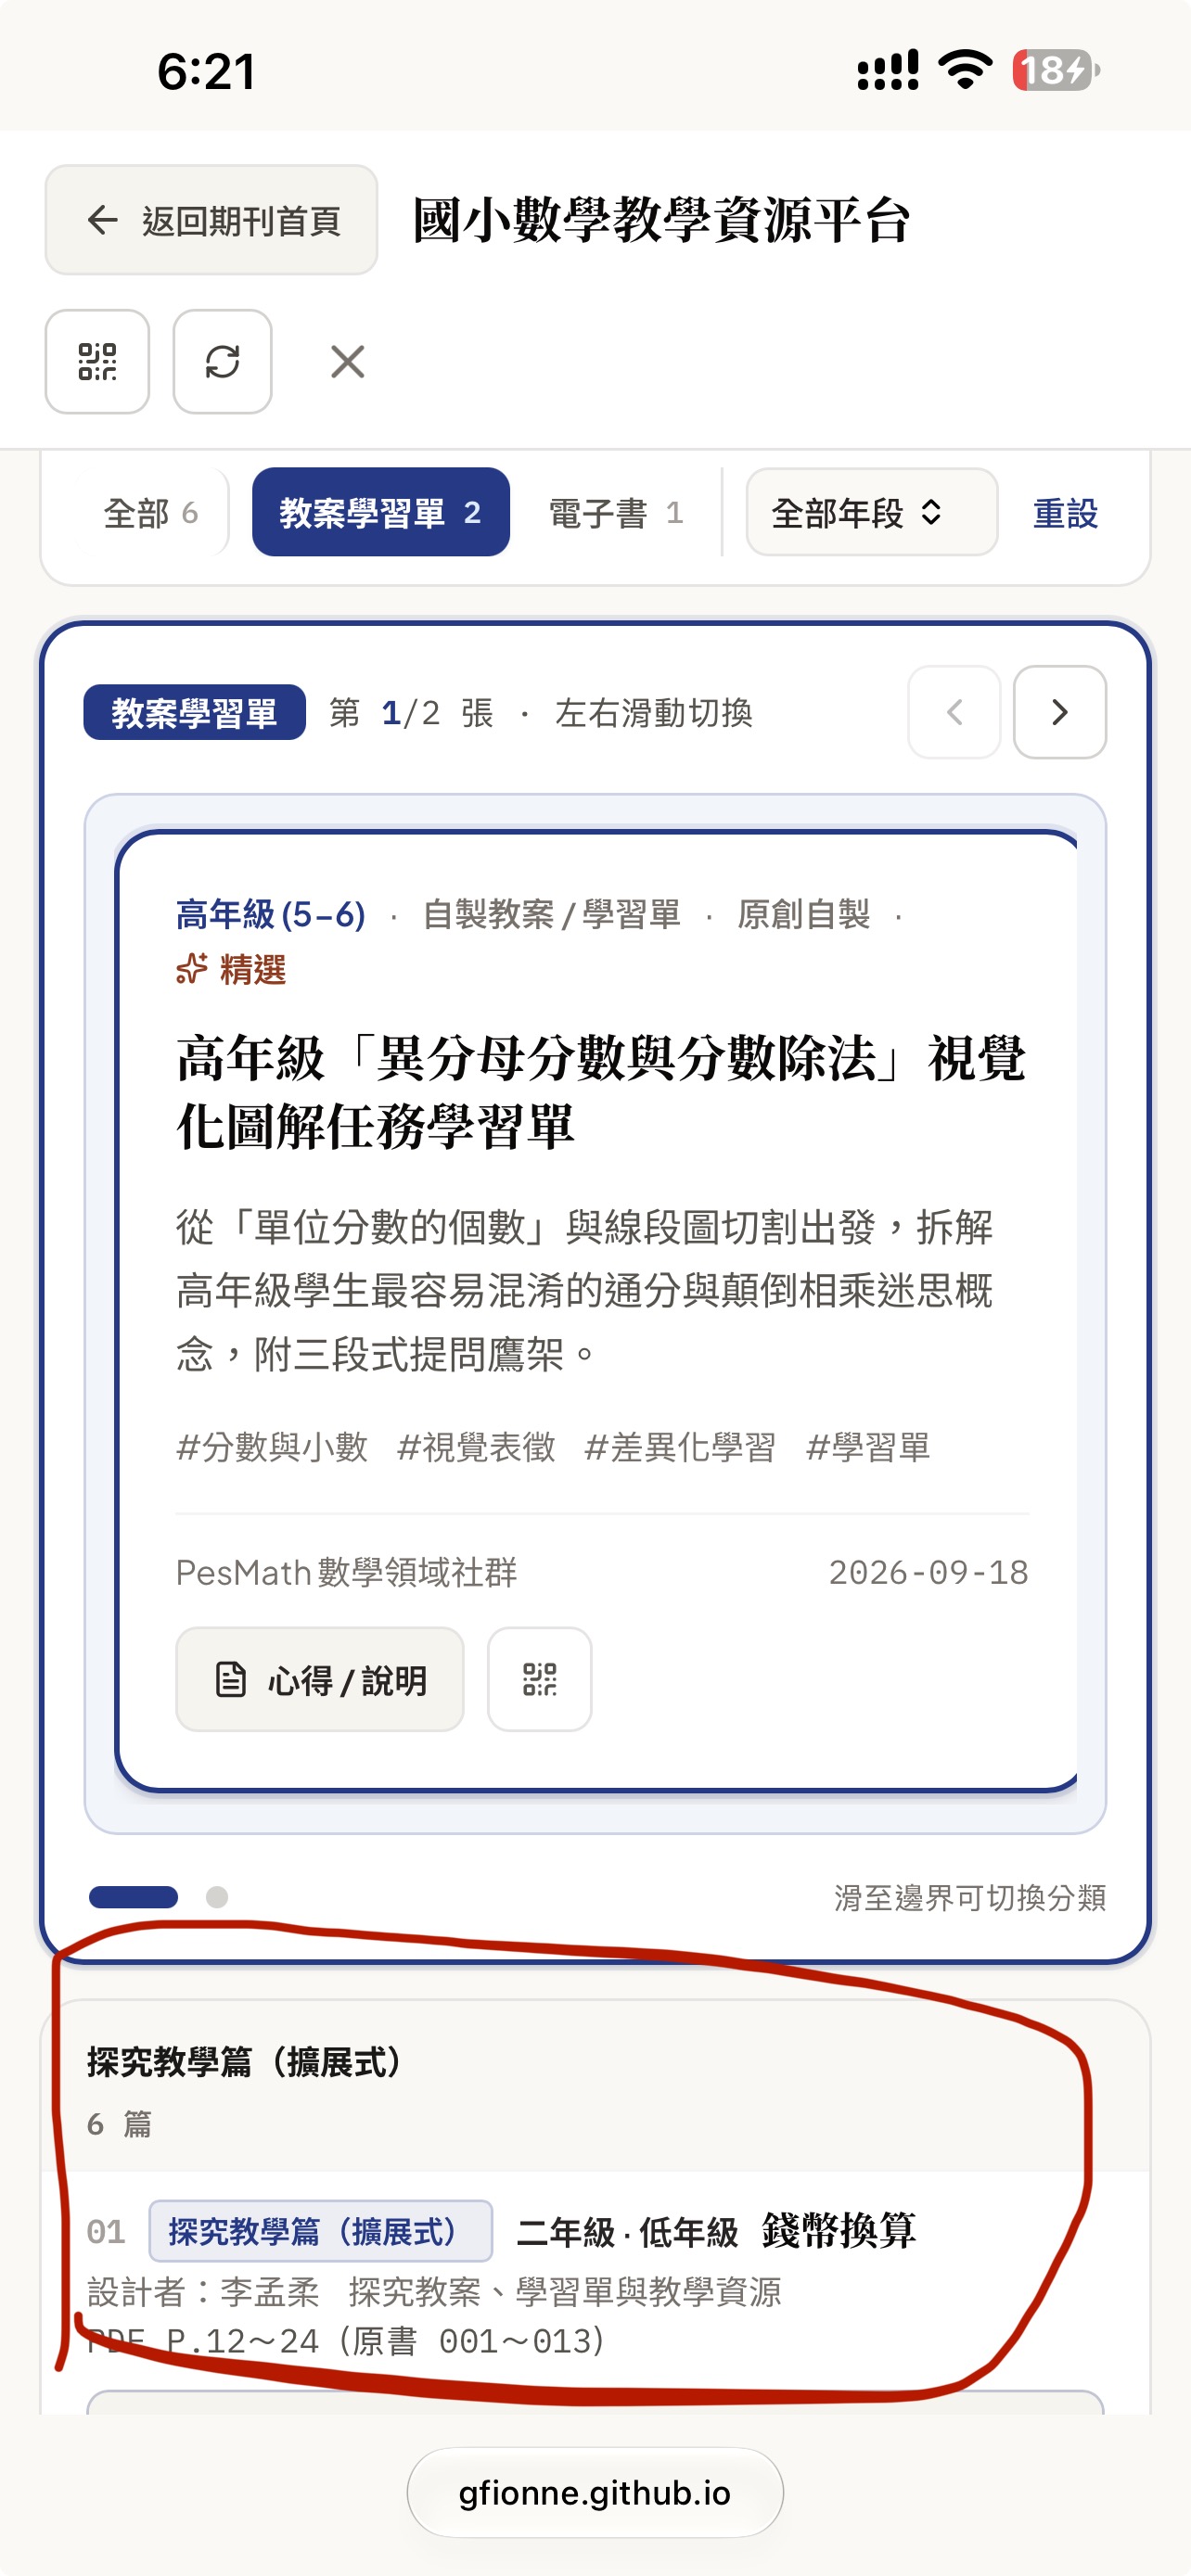 6:21
18
返回期刊首頁 國小數學教學資源平台
全部 6 教案學習單 2 電子書 1 全部年段 重設
教案學習單 第 1/2 張 · 左右滑動切換
高年級 (5–6) · 自製教案 / 學習單 · 原創自製 ·
精選
高年級「異分母分數與分數除法」視覺
化圖解任務學習單
從「單位分數的個數」與線段圖切割出發，拆解
高年級學生最容易混淆的通分與顛倒相乘迷思概
念，附三段式提問鷹架。
#分數與小數 #視覺表徵 #差異化學習 #學習單
PesMath 數學領域社群 2026-09-18
心得 / 說明
滑至邊界可切換分類
探究教學篇（擴展式）
6 篇
01 探究教學篇（擴展式） 二年級 · 低年級 錢幣換算
設計者：李孟柔 探究教案、學習單與教學資源
PDF P.12～24 (原書 001～013)
gfionne.github.io